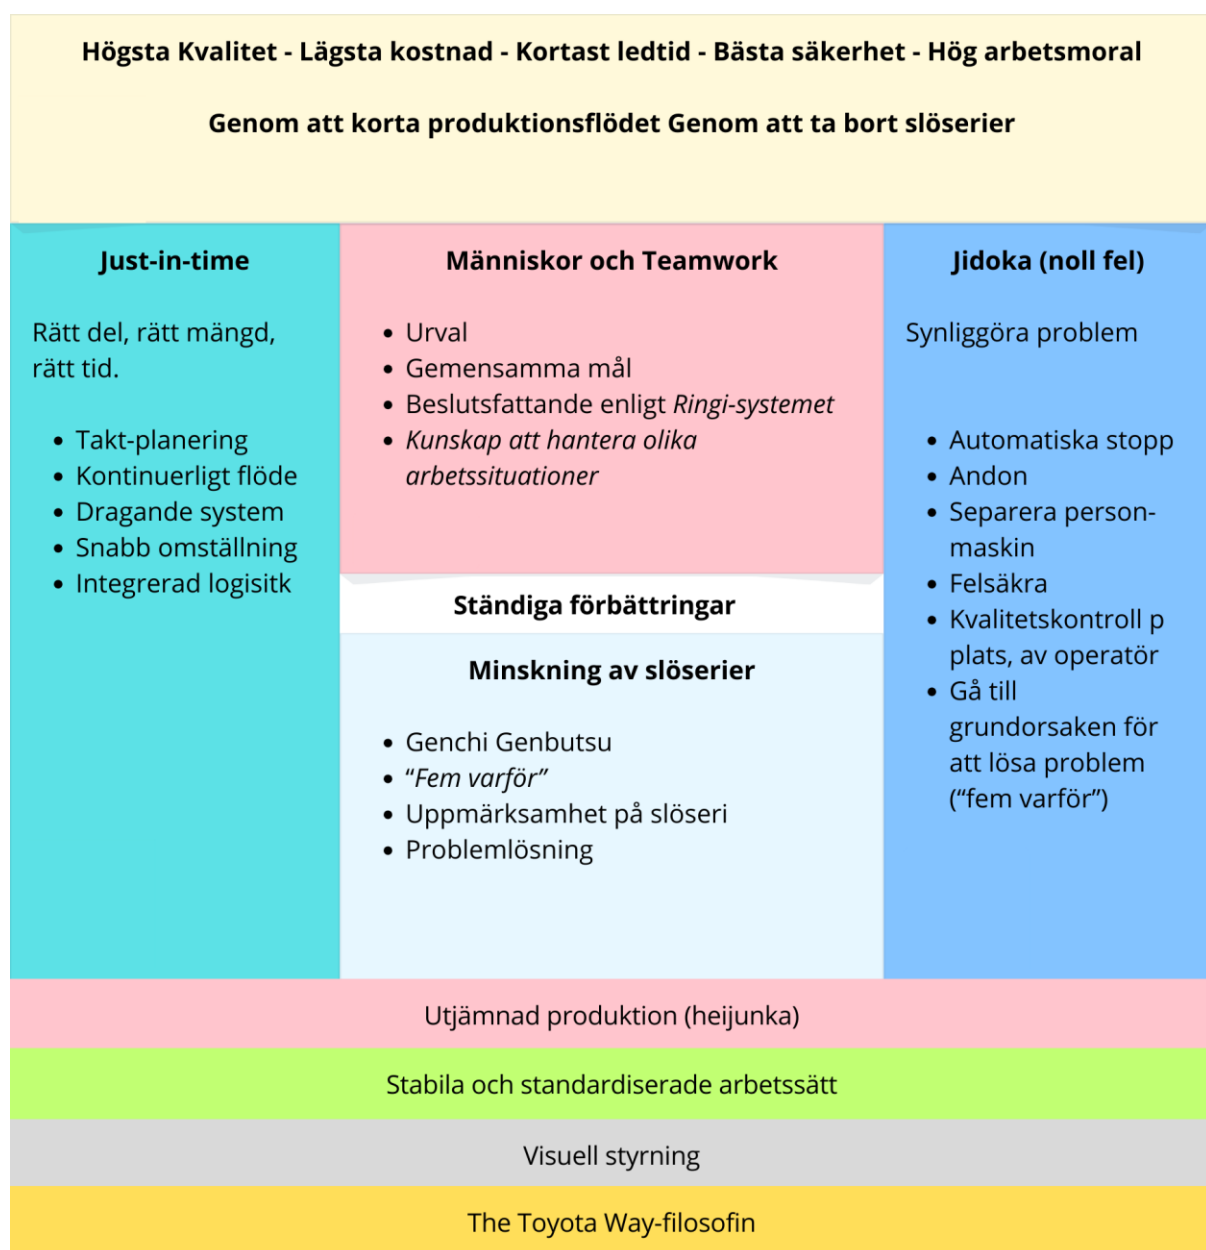 Högsta Kvalitet - Lägsta kostnad - Kortast ledtid - Bästa säkerhet - Hög arbetsmoral
Genom att korta produktionsflödet Genom att ta bort slöserier
Just-in-time
Rätt del, rätt mängd,
rätt tid.
• Takt-planering
• Kontinuerligt flöde
• Dragande system
• Snabb omställning
• Integrerad logisitk
Människor och Teamwork
• Urval
• Gemensamma mål
• Beslutsfattande enligt Ringi-systemet
• Kunskap att hantera olika
arbetssituationer
Ständiga förbättringar
Minskning av slöserier
• Genchi Genbutsu
• “Fem varför”
• Uppmärksamhet på slöseri
• Problemlösning
Jidoka (noll fel)
Synliggöra problem
• Automatiska stopp
• Andon
• Separera person-
maskin
• Felsäkra
• Kvalitetskontroll p
plats, av operatör
• Gå till
grundorsaken för
att lösa problem
(“fem varför”)
Utjämnad produktion (heijunka)
Stabila och standardiserade arbetssätt
Visuell styrning
The Toyota Way-filosofin